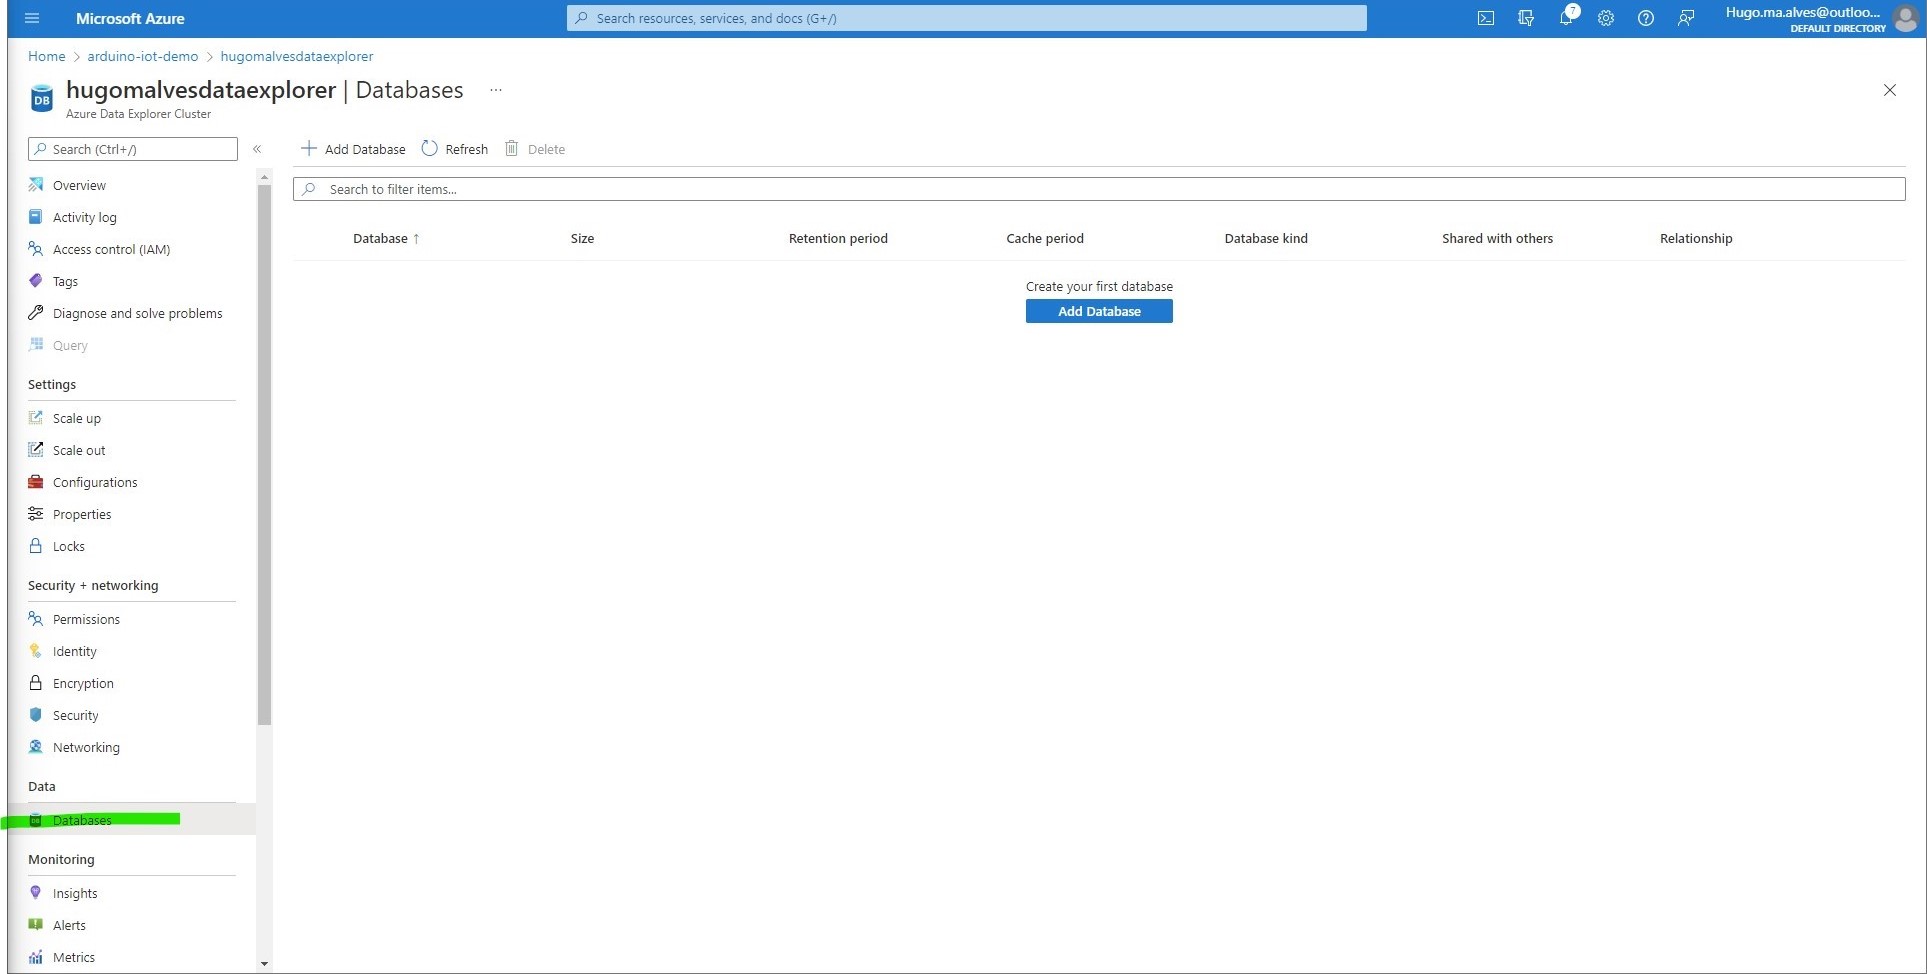 Microsoft Azure
Search resources, services, and docs (G+/)
7
Hugo.ma.alves@outloo...
DEFAULT DIRECTORY
Home > arduino-iot-demo > hugomalvesdataexplorer
DB
hugomalvesdataexplorer | Databases ...
Azure Data Explorer Cluster
Search (Ctrl+/)
«
Add Database
Refresh
Delete
Search to filter items...
Overview
Activity log
Access control (IAM)
Tags
Diagnose and solve problems
Query
Settings
Scale up
Scale out
Configurations
Properties
Locks
Security + networking
Permissions
Identity
Encryption
Security
Networking
Data
DB Databases
Monitoring
Insights
Alerts
Metrics
Database ↑
Size
Retention period
Cache period
Database kind
Shared with others
Relationship
Create your first database
Add Database